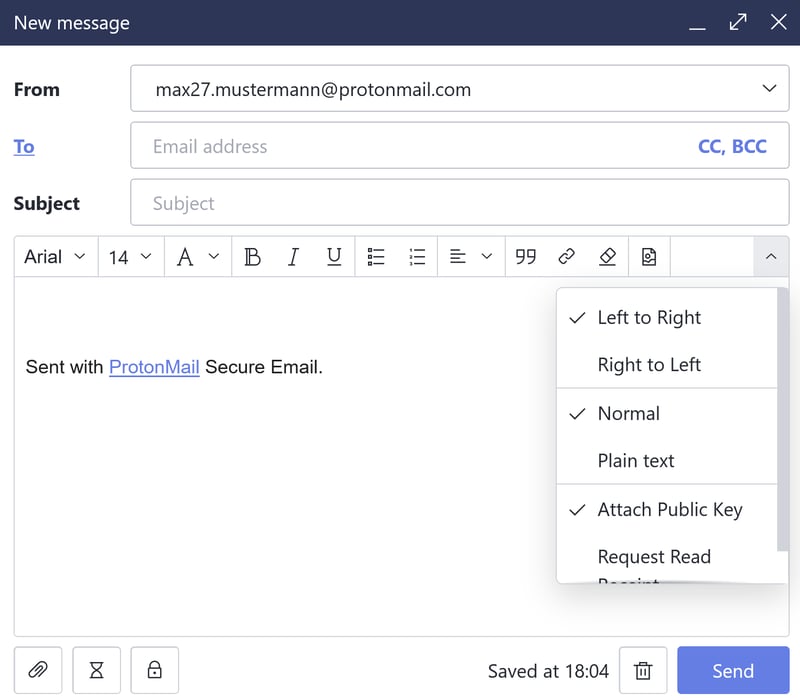 New message
From max27.mustermann@protonmail.com
To Email address CC, BCC
Subject Subject
Arial 14 A B I U
Left to Right
Right to Left
Sent with ProtonMail Secure Email.
Normal
Plain text
Attach Public Key
Request Read
Receipt
Saved at 18:04 Send